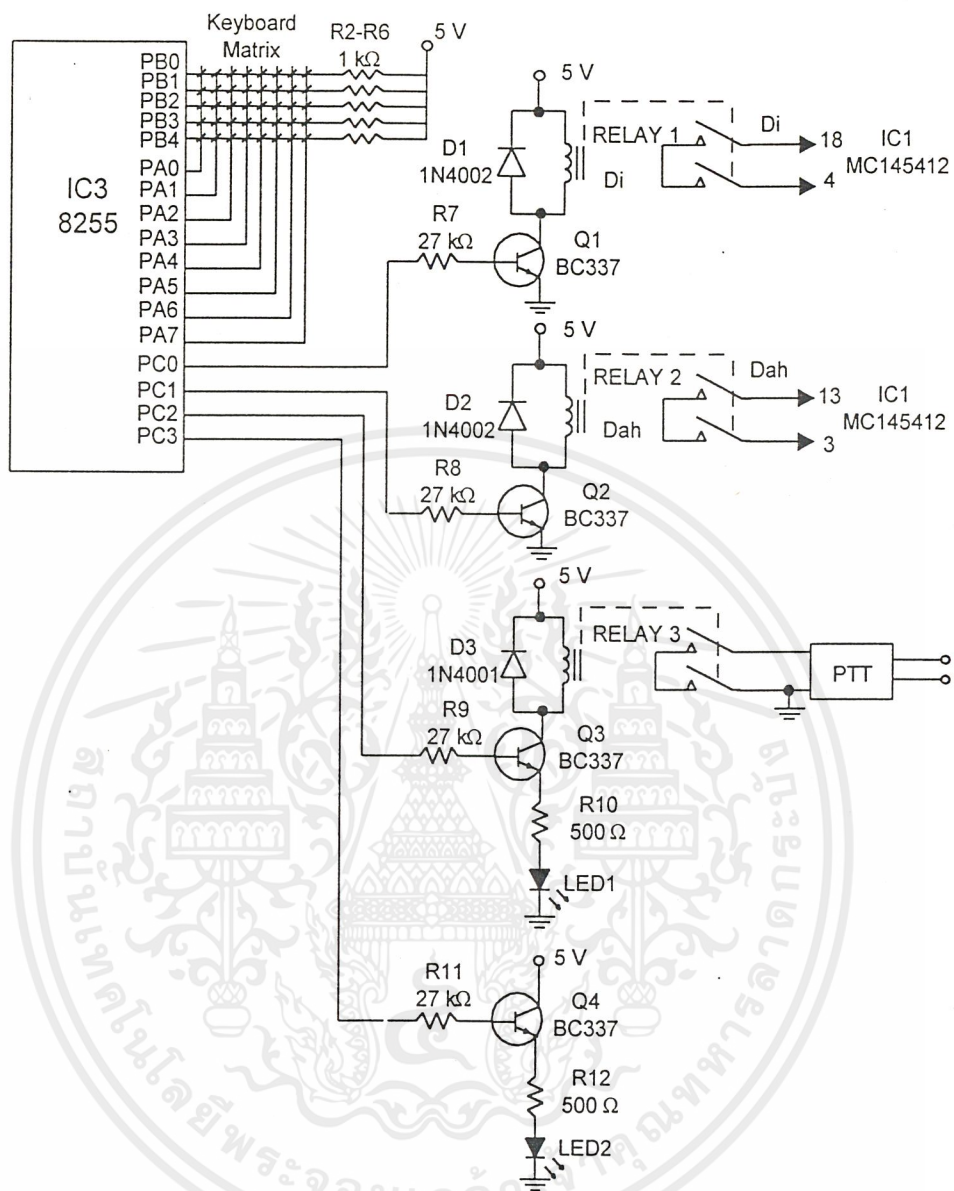 Keyboard
Matrix
R2-R6
1 kΩ
5 V
PB0
PB1
PB2
PB3
PB4
PA0
PA1
PA2
PA3
PA4
PA5
PA6
PA7
PC0
PC1
PC2
PC3
IC3
8255
5 V
D1
1N4002
RELAY 1
Di
Di
18
4
IC1
MC145412
R7
27 kΩ
Q1
BC337
5 V
D2
1N4002
RELAY 2
Dah
Dah
13
3
IC1
MC145412
R8
27 kΩ
Q2
BC337
5 V
D3
1N4001
RELAY 3
PTT
R9
27 kΩ
Q3
BC337
R10
500 Ω
LED1
5 V
R11
27 kΩ
Q4
BC337
R12
500 Ω
LED2